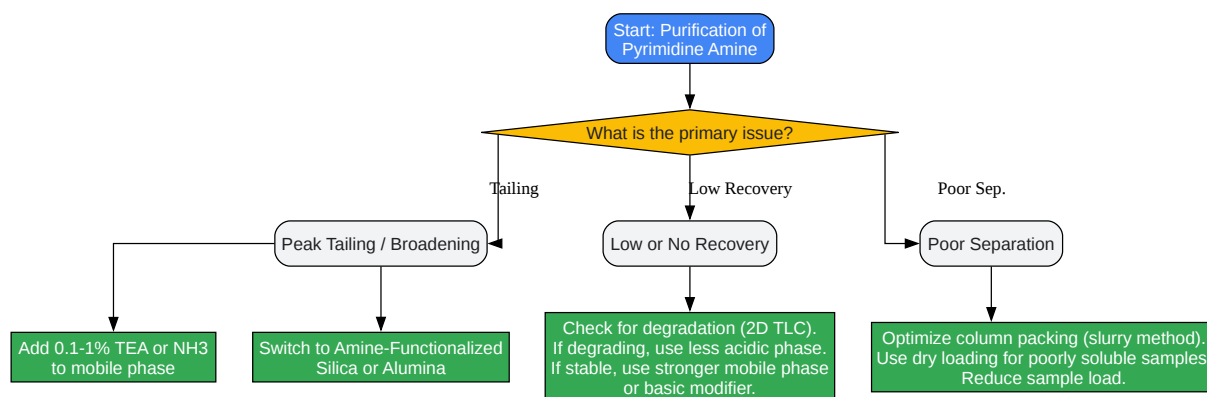 Start: Purification of
Pyrimidine Amine
What is the primary issue?
Tailing
Low Recovery
Poor Sep.
Peak Tailing / Broadening
Low or No Recovery
Poor Separation
Add 0.1-1% TEA or NH3
to mobile phase
Switch to Amine-Functionalized
Silica or Alumina
Check for degradation (2D TLC).
If degrading, use less acidic phase.
If stable, use stronger mobile phase
or basic modifier.
Optimize column packing (slurry method).
Use dry loading for poorly soluble samples
Reduce sample load.